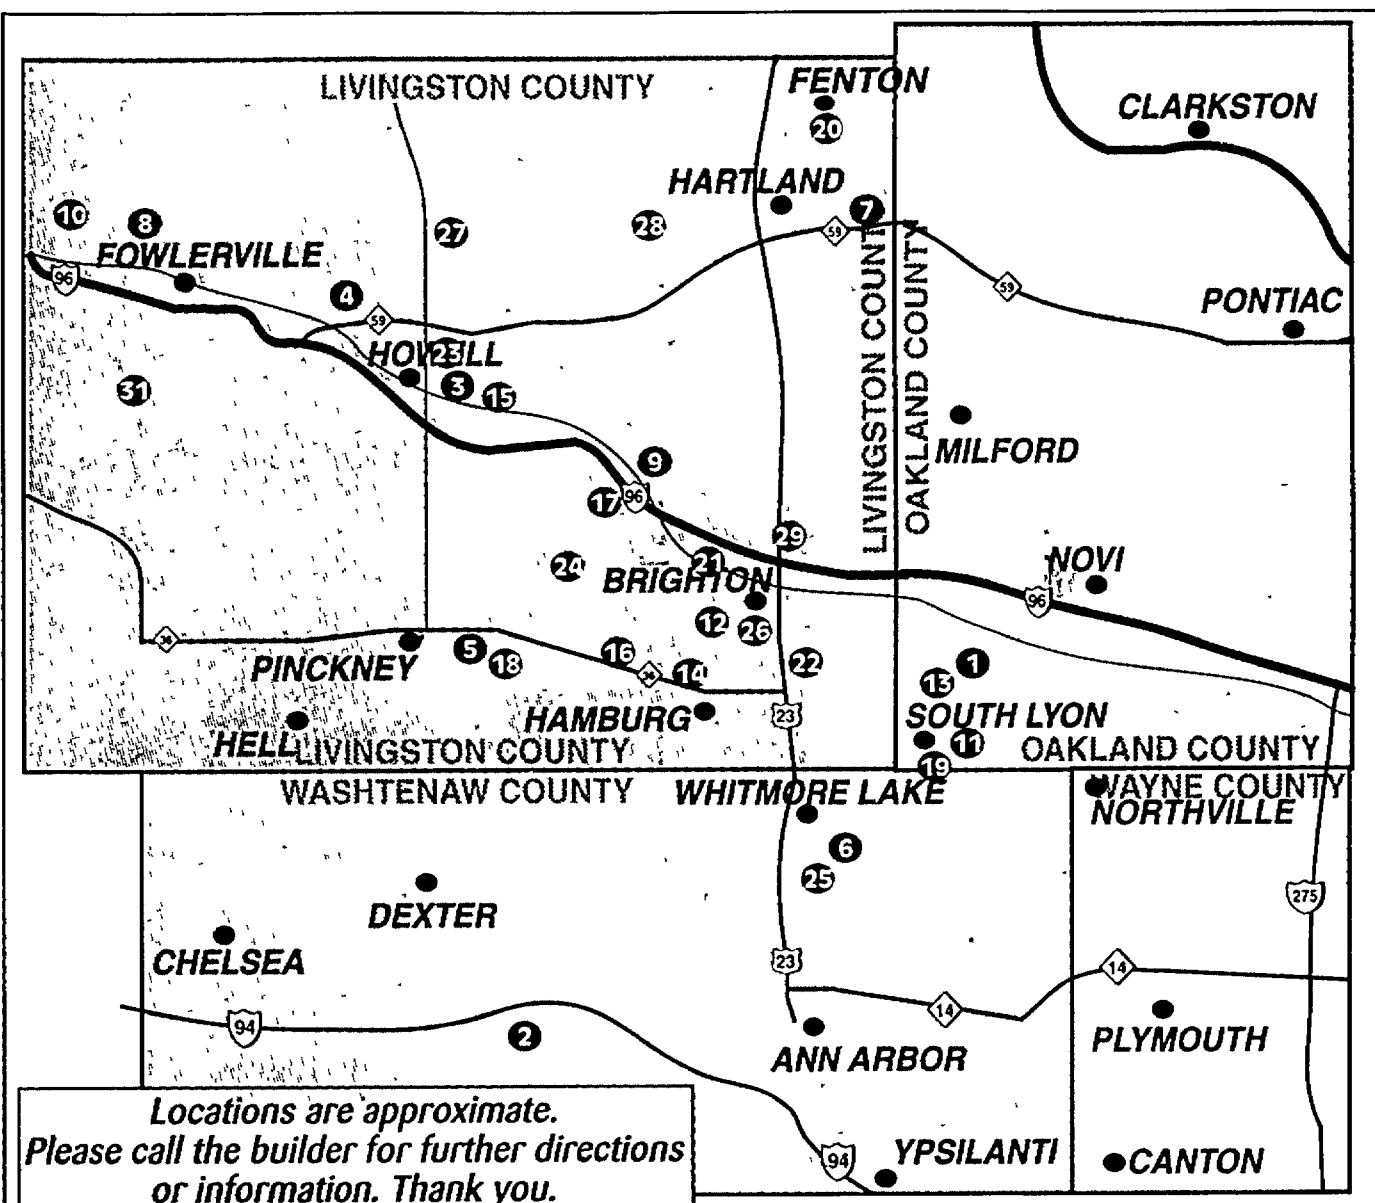 LIVINGSTON COUNTY
FENTON
20
CLARKSTON
HARTLAND
10
8
27
28
7
59
FOWLERVILLE
96
4
59
59
LIVINGSTON COUNTY
OAKLAND COUNTY
PONTIAC
HOWELL
23
3
15
31
MILFORD
9
17
96
29
24
21
BRIGHTON
NOVI
96
12
26
36
PINCKNEY
5
18
16
36
14
22
1
13
HELL
HAMBURG
23
SOUTH LYON
11
19
LIVINGSTON COUNTY
OAKLAND COUNTY
WASHTENAW COUNTY
WHITMORE LAKE
WAYNE COUNTY
NORTHVILLE
6
25
DEXTER
275
CHELSEA
23
14
14
94
2
ANN ARBOR
PLYMOUTH
94
YPSILANTI
CANTON
Locations are approximate.
Please call the builder for further directions
or information. Thank you.